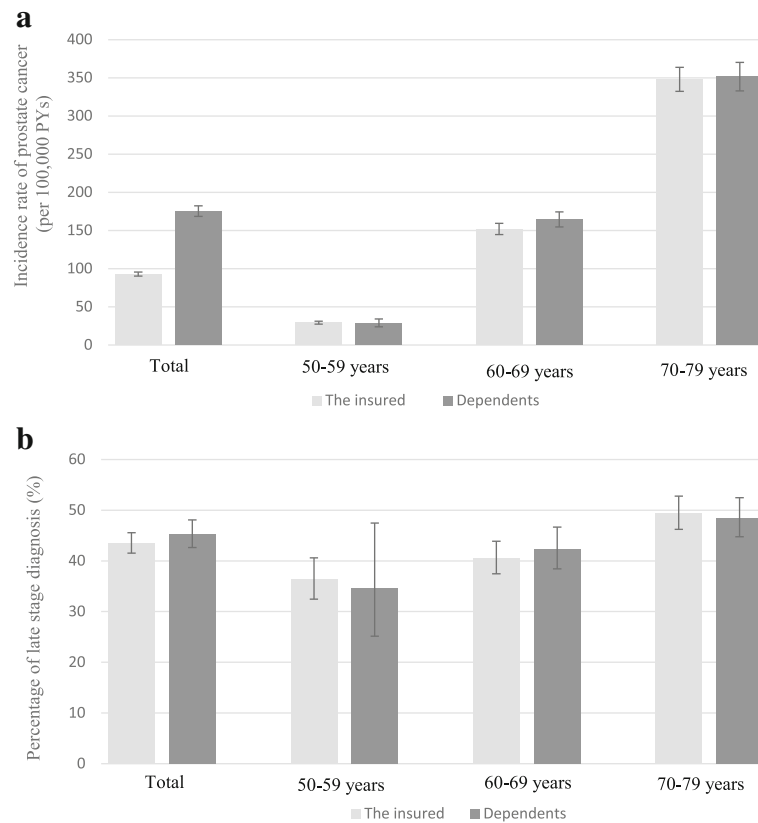 a
Incidence rate of prostate cancer
(per 100,000 PYs)
400
350
300
250
200
150
100
50
0
Total 50-59 years 60-69 years 70-79 years
The insured Dependents
b
Percentage of late stage diagnosis (%)
60
50
40
30
20
10
0
Total 50-59 years 60-69 years 70-79 years
The insured Dependents